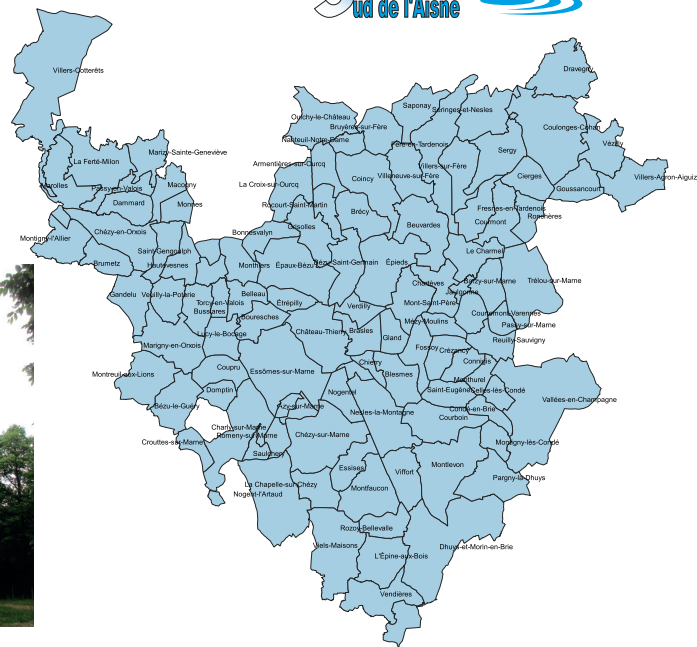 ud de l'Aisne
Villers-Cotterêts
Dravegny
Oulchy-le-Château
Saponay
Seringes-et-Nesles
Bruyères-sur-Fère
Coulonges-Cohan
Nanteuil-Notre-Dame
Fère-en-Tardenois
Vézilly
Marizy-Sainte-Geneviève
Sergy
La Ferté-Milon
Armentières-sur-Ourcq
Villers-sur-Fère
Villeneuve-sur-Fère
Cierges
Villers-Agron-Aiguizy
Coincy
Marolles
Passy-en-Valois
Macogny
La Croix-sur-Ourcq
Goussancourt
Dammard
Monnes
Rocourt-Saint-Martin
Brécy
Fresnes-en-Tardenois
Ronchères
Courmont
Chézy-en-Orxois
Bonnesvalyn
Grisolles
Beuvardes
Montigny-l'Allier
Saint-Gengoulph
Le Charmel
Brumetz
Hautevesnes
Monthiers
Épaux-Bézu
Bézu-Saint-Germain
Épieds
Chartèves
Barzy-sur-Marne
Trélou-sur-Marne
Gandelu
Veuilly-la-Poterie
Belleau
Jaulgonne
Torcy-en-Valois
Étrépilly
Verdilly
Mont-Saint-Père
Bussiares
Bouresches
Courtemont-Varennes
Mézy-Moulins
Passy-sur-Marne
Lucy-le-Bocage
Château-Thierry
Brasles
Gland
Reuilly-Sauvigny
Marigny-en-Orxois
Fossoy
Crézancy
Chierry
Connigis
Coupru
Essômes-sur-Marne
Blesmes
Montreuil-aux-Lions
Monthurel
Domptin
Nogentel
Saint-Eugène
Celles-lès-Condé
Vallées-en-Champagne
Bézu-le-Guéry
Azy-sur-Marne
Nesles-la-Montagne
Condé-en-Brie
Courboin
Charly-sur-Marne
Romeny-sur-Marne
Chézy-sur-Marne
Crouttes-sur-Marne
Montigny-lès-Condé
Saulchery
Essises
Viffort
Montlevon
Pargny-la-Dhuys
La Chapelle-sur-Chézy
Montfaucon
Nogent-l'Artaud
Rozoy-Bellevalle
Viels-Maisons
Dhuys-et-Morin-en-Brie
L'Épine-aux-Bois
Vendières